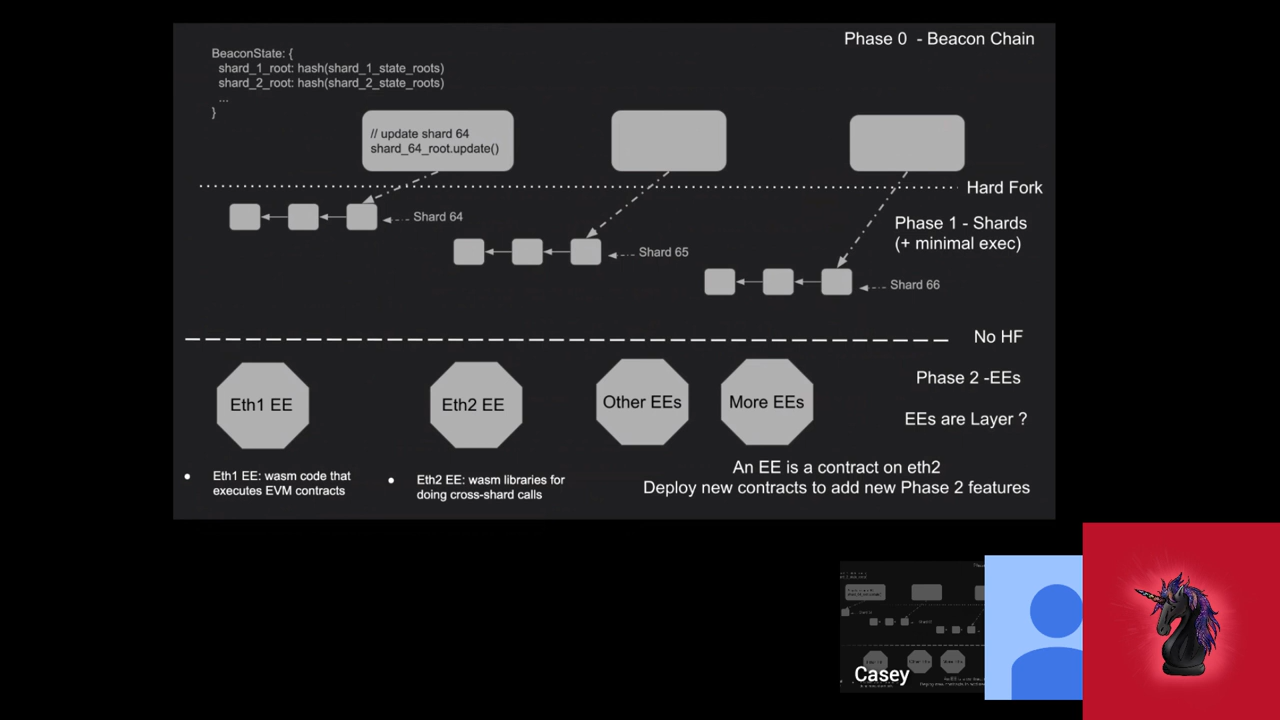 Phase 0 - Beacon Chain
BeaconState: {
shard_1_root: hash(shard_1_state_roots)
shard_2_root: hash(shard_2_state_roots)
...
}
// update shard 64
shard_64_root.update()
Hard Fork
Shard 64
Phase 1 - Shards
(+ minimal exec)
Shard 65
Shard 66
No HF
Phase 2 -EEs
Eth1 EE
Eth2 EE
Other EEs
More EEs
EEs are Layer ?
Eth1 EE: wasm code that
executes EVM contracts
Eth2 EE: wasm libraries for
doing cross-shard calls
An EE is a contract on eth2
Deploy new contracts to add new Phase 2 features
Casey